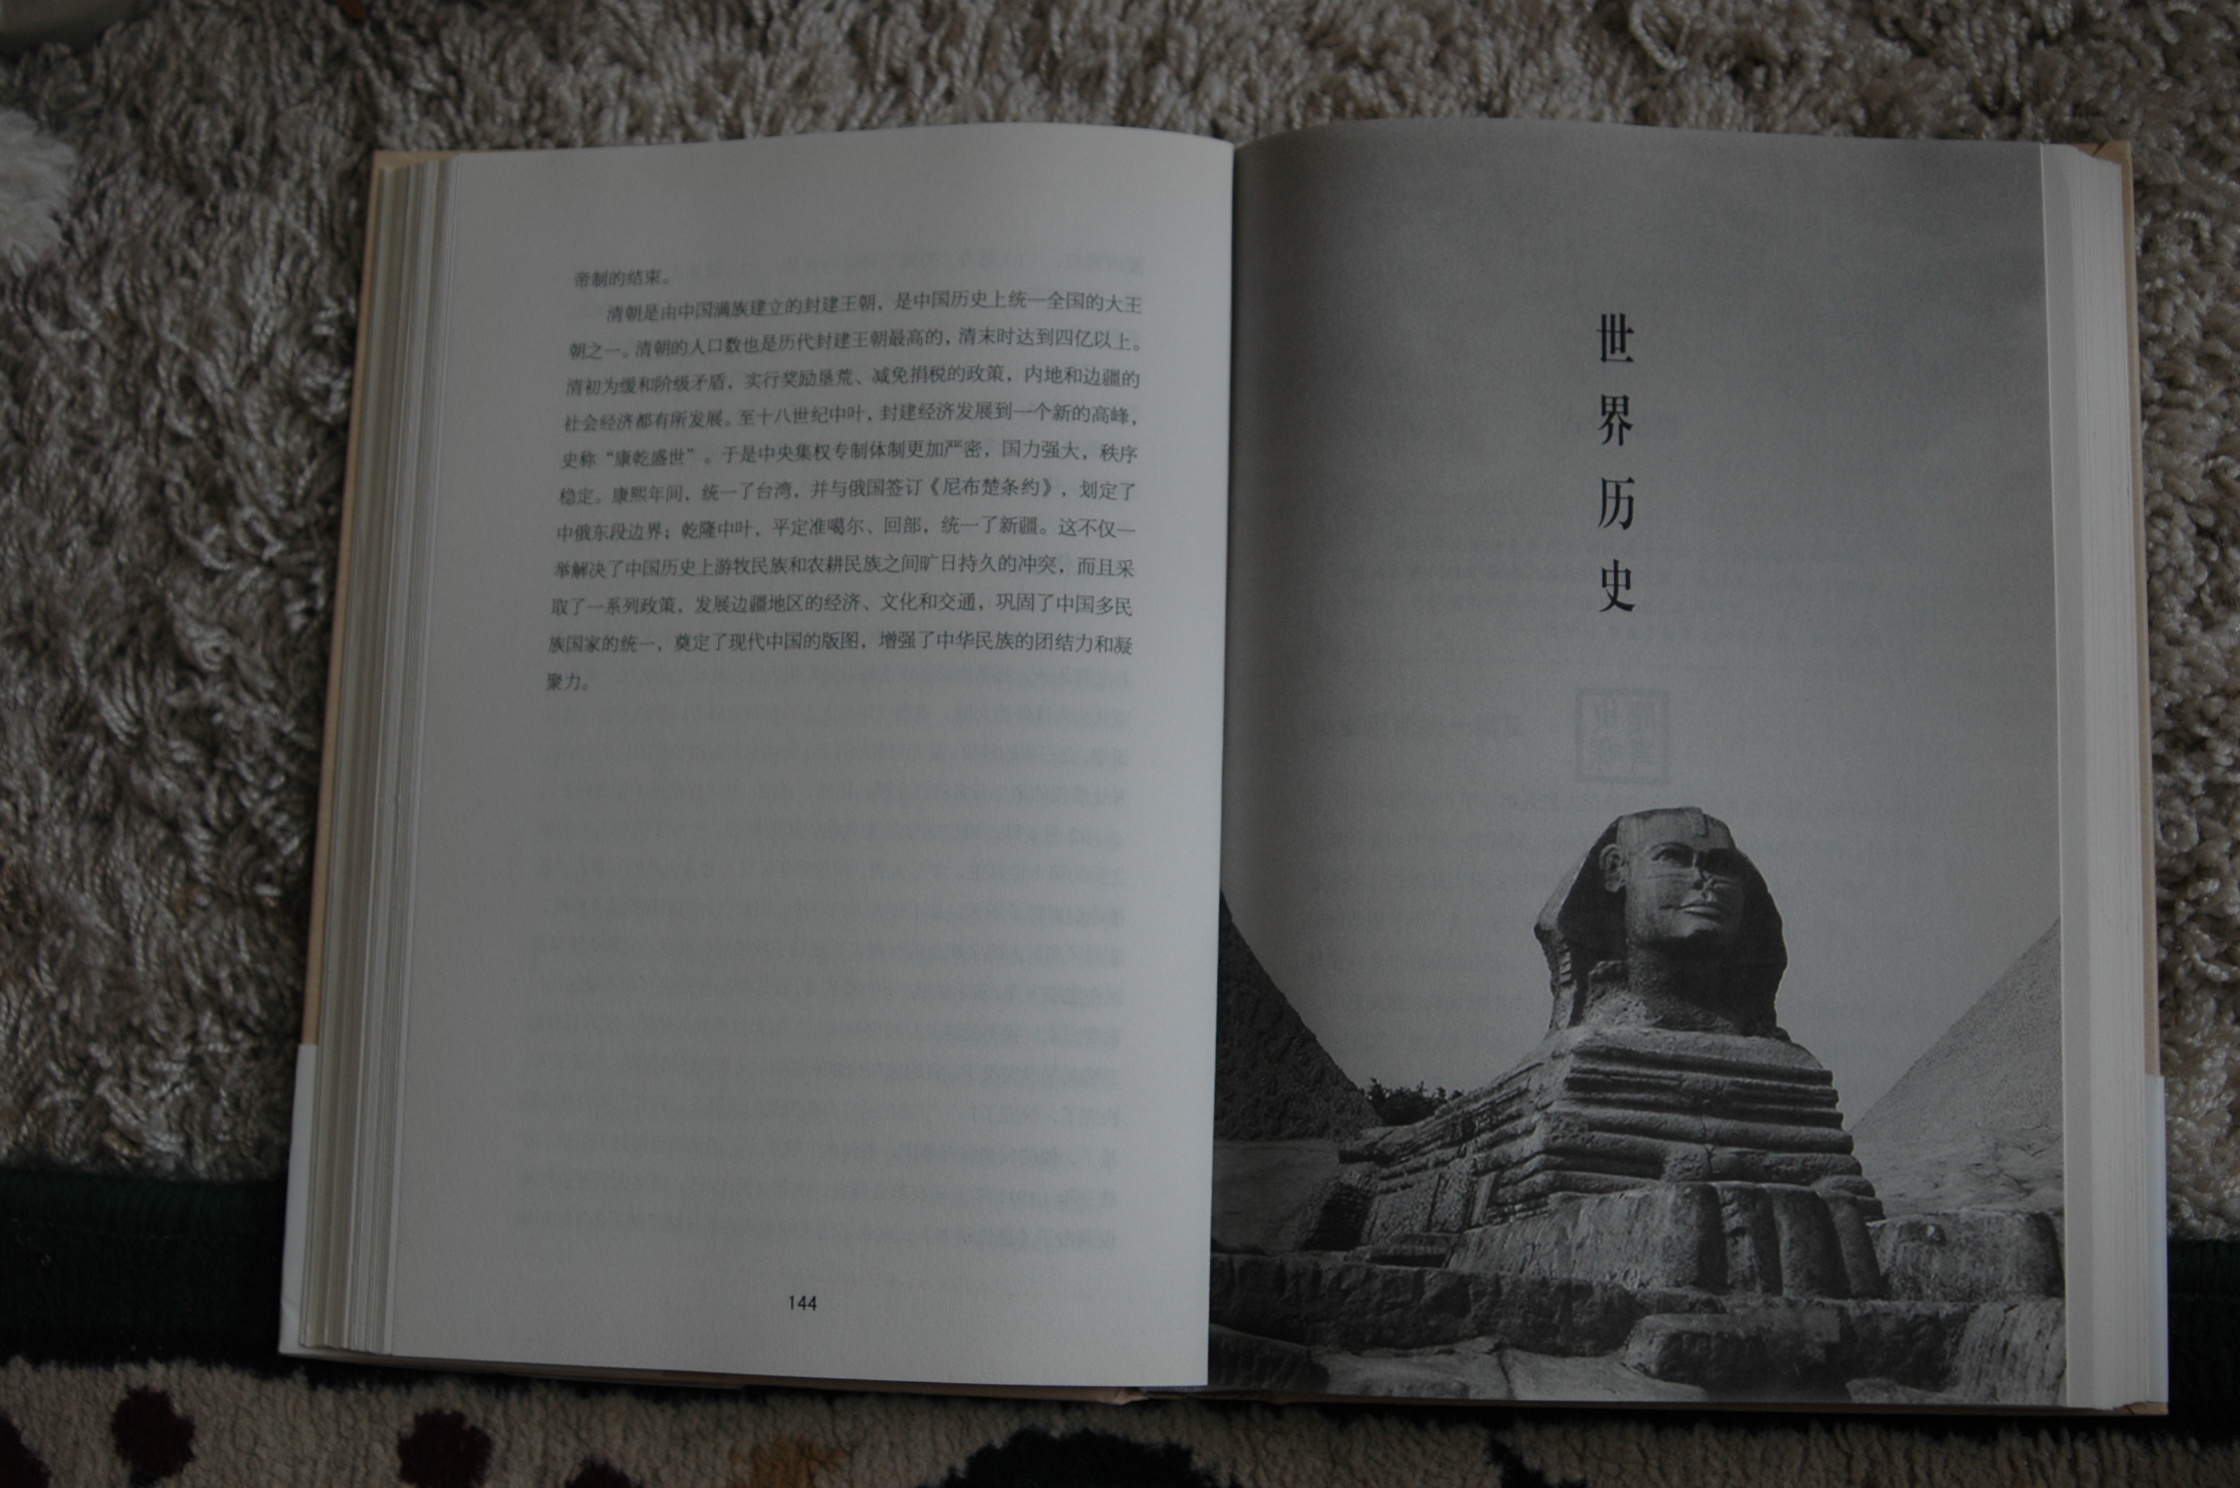 帝制的结束。
清朝是由中国满族建立的封建王朝，是中国历史上统一全国的大王
朝之一。清朝的人口数也是历代封建王朝最高的，清末时达到四亿以上。
清初为缓和阶级矛盾，实行奖励垦荒、减免捐税的政策，内地和边疆的
社会经济都有所发展。至十八世纪中叶，封建经济发展到一个新的高峰，
史称“康乾盛世”。于是中央集权专制体制更加严密，国力强大，秩序
稳定。康熙年间，统一了台湾，并与俄国签订《尼布楚条约》，划定了
中俄东段边界；乾隆中叶，平定准噶尔、回部，统一了新疆。这不仅一
举解决了中国历史上游牧民族和农耕民族之间旷日持久的冲突，而且采
取了一系列政策，发展边疆地区的经济、文化和交通，巩固了中国多民
族国家的统一，奠定了现代中国的版图，增强了中华民族的团结力和凝
聚力。
144
世界历史